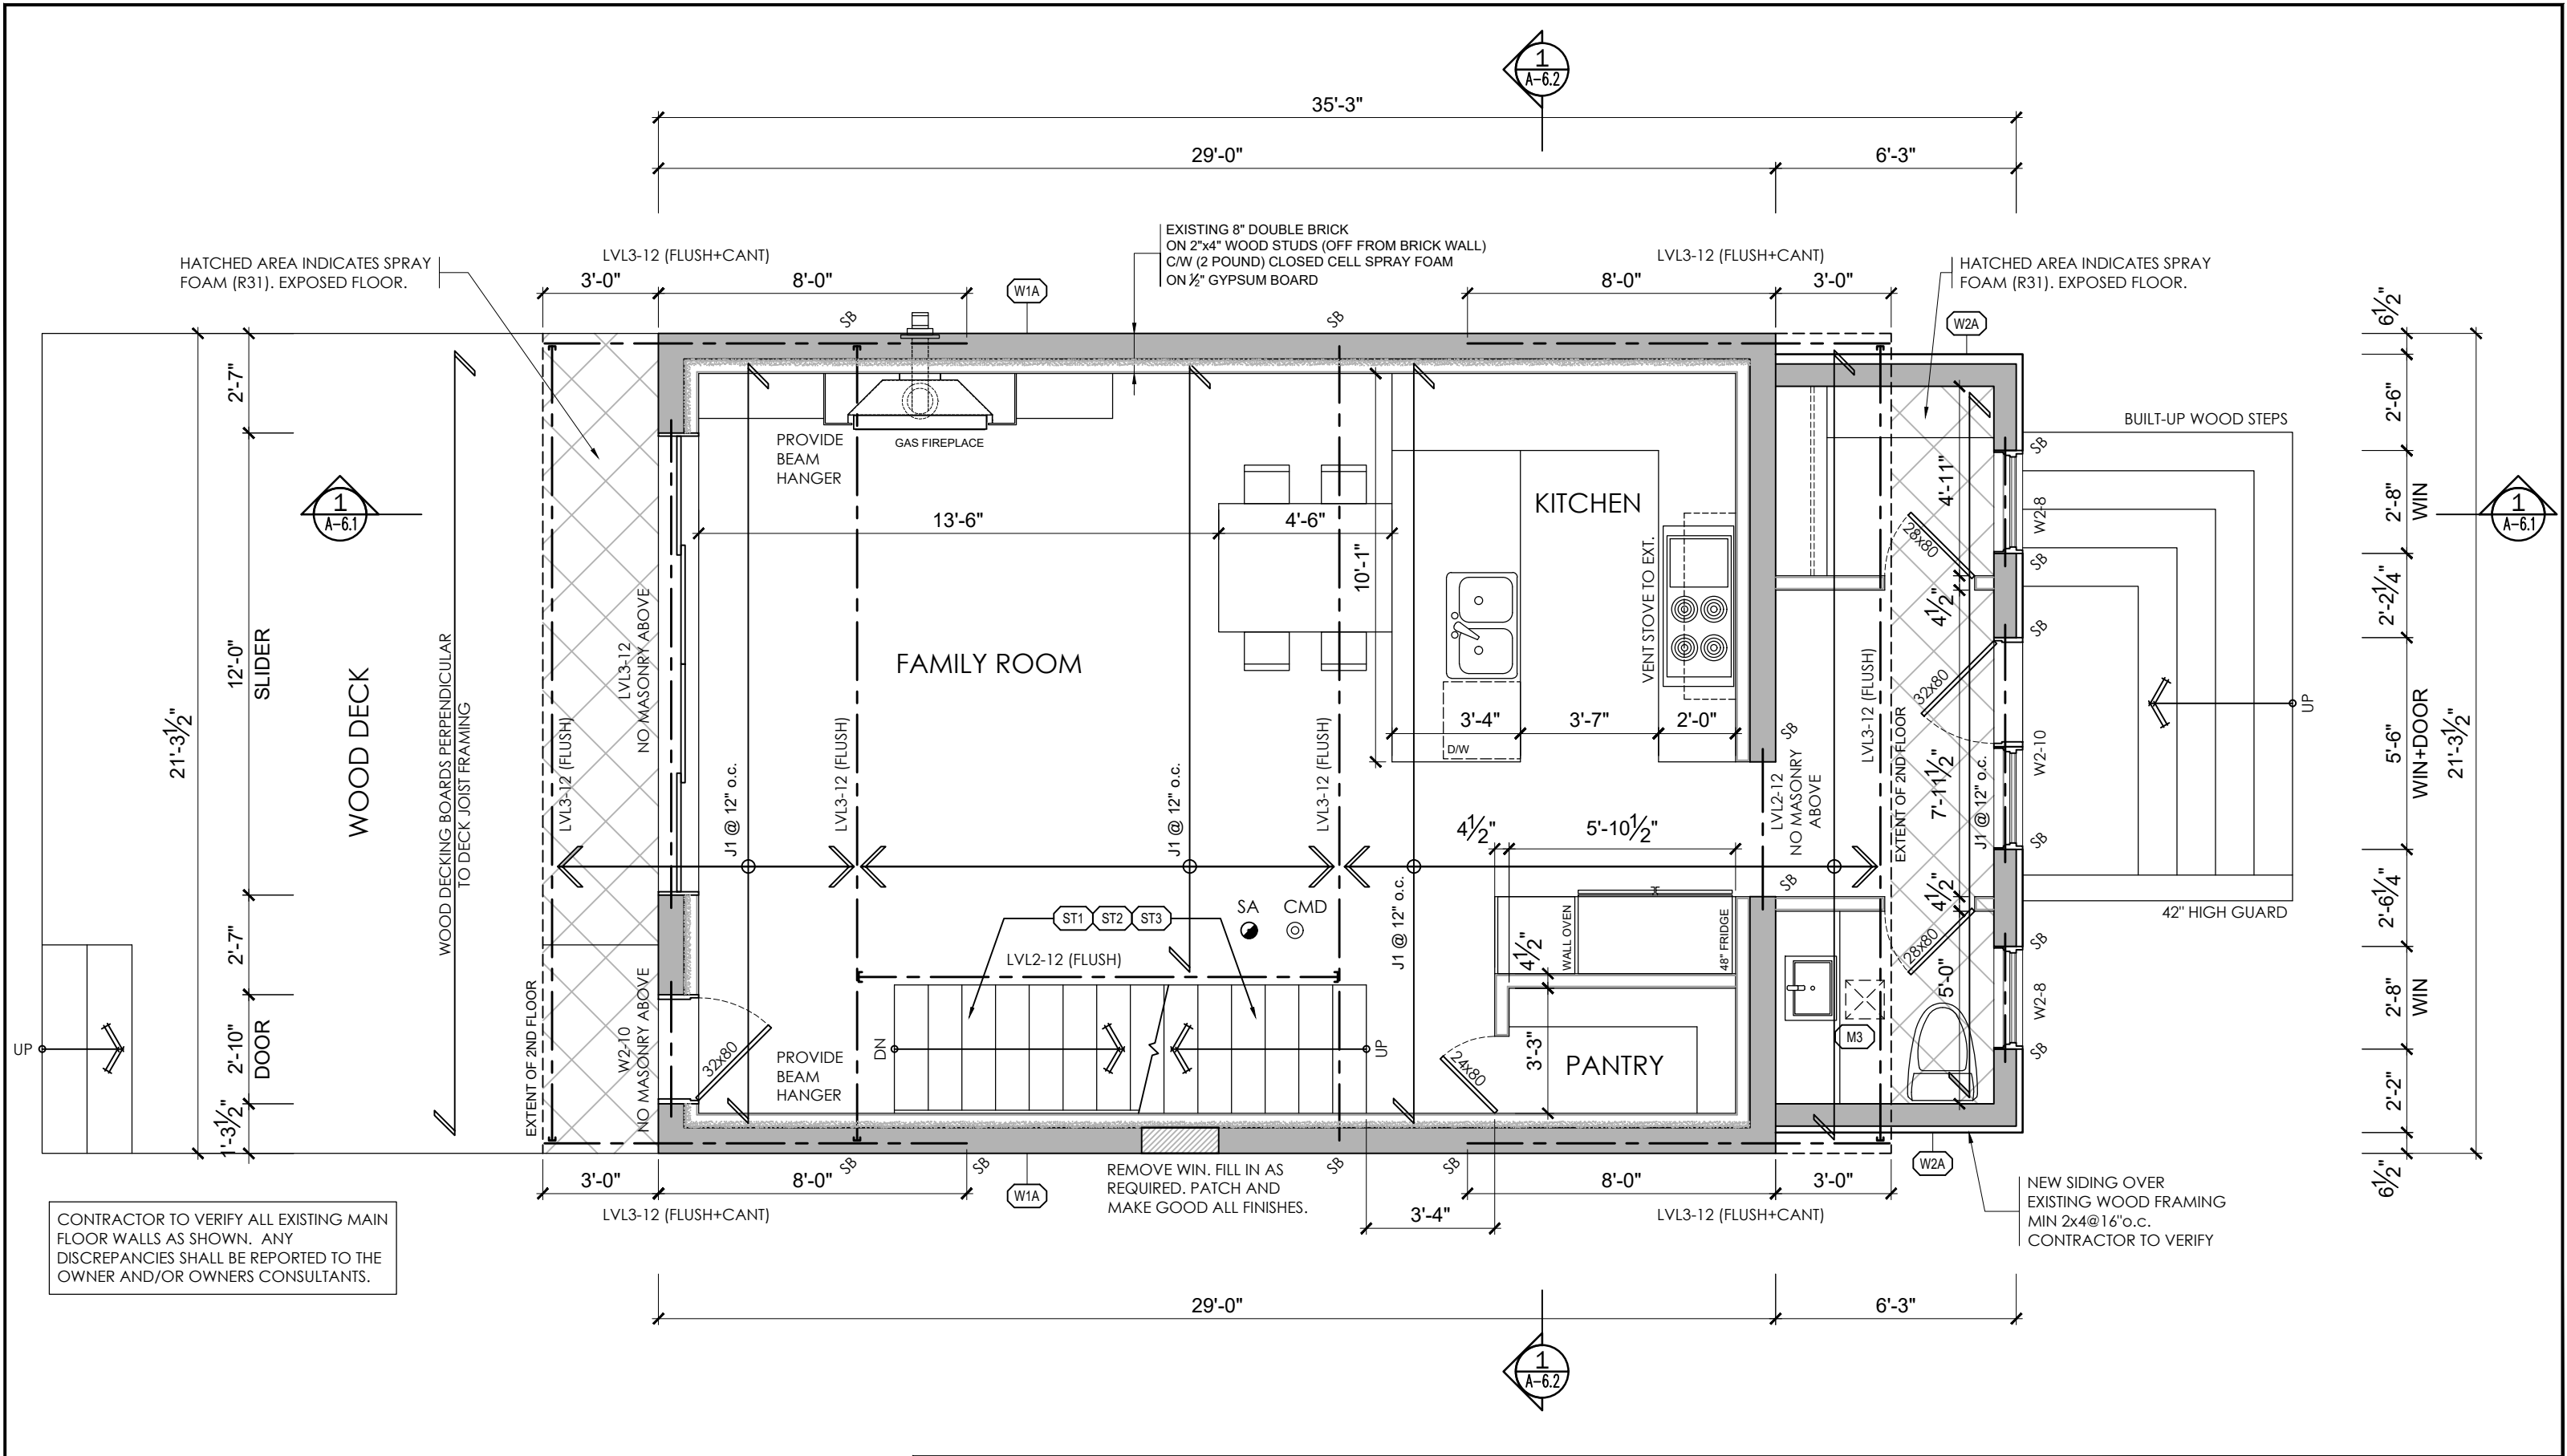 1
A-6.2
35'-3"
29'-0"
6'-3"
EXISTING 8" DOUBLE BRICK
ON 2"x4" WOOD STUDS (OFF FROM BRICK WALL)
C/W (2 POUND) CLOSED CELL SPRAY FOAM
ON ½" GYPSUM BOARD
HATCHED AREA INDICATES SPRAY
FOAM (R31). EXPOSED FLOOR.
LVL3-12 (FLUSH+CANT)
3'-0"
8'-0"
W1A
LVL3-12 (FLUSH+CANT)
8'-0"
3'-0"
HATCHED AREA INDICATES SPRAY
FOAM (R31). EXPOSED FLOOR.
W2A
SB
SB
6½"
2'-6"
2'-8"
WIN
2'-2¼"
5'-6"
WIN+DOOR
21'-3½"
2'-6¼"
2'-8"
WIN
2'-2"
6½"
2'-7"
12'-0"
SLIDER
21'-3½"
2'-7"
2'-10"
DOOR
1'-3½"
1
A-6.1
WOOD DECK
WOOD DECKING BOARDS PERPENDICULAR
TO DECK JOIST FRAMING
UP
LVL3-12 (FLUSH)
EXTENT OF 2ND FLOOR
LVL3-12
NO MASONRY ABOVE
W2-10
NO MASONRY ABOVE
PROVIDE
BEAM
HANGER
GAS FIREPLACE
13'-6"
4'-6"
10'-1"
FAMILY ROOM
J1 @ 12" o.c.
LVL3-12 (FLUSH)
J1 @ 12" o.c.
LVL3-12 (FLUSH)
J1 @ 12" o.c.
KITCHEN
VENT STOVE TO EXT.
3'-4"
3'-7"
2'-0"
D/W
4½"
5'-10½"
WALL OVEN
48" FRIDGE
4½"
3'-3"
PANTRY
24x80
ST1
ST2
ST3
SA
CMD
LVL2-12 (FLUSH)
DN
UP
32x80
PROVIDE
BEAM
HANGER
SB
LVL2-12
NO MASONRY
ABOVE
SB
LVL3-12 (FLUSH)
EXTENT OF 2ND FLOOR
4'-11"
28x80
4½"
32x80
7'-11½"
J1 @ 12" o.c.
4½"
28x80
5'-0"
M3
SB
W2-8
SB
SB
W2-10
SB
SB
W2-8
SB
BUILT-UP WOOD STEPS
UP
42" HIGH GUARD
1
A-6.1
3'-0"
8'-0"
LVL3-12 (FLUSH+CANT)
SB
SB
W1A
REMOVE WIN. FILL IN AS
REQUIRED. PATCH AND
MAKE GOOD ALL FINISHES.
SB
SB
3'-4"
8'-0"
3'-0"
LVL3-12 (FLUSH+CANT)
W2A
NEW SIDING OVER
EXISTING WOOD FRAMING
MIN 2x4@16"o.c.
CONTRACTOR TO VERIFY
CONTRACTOR TO VERIFY ALL EXISTING MAIN
FLOOR WALLS AS SHOWN. ANY
DISCREPANCIES SHALL BE REPORTED TO THE
OWNER AND/OR OWNERS CONSULTANTS.
29'-0"
6'-3"
1
A-6.2